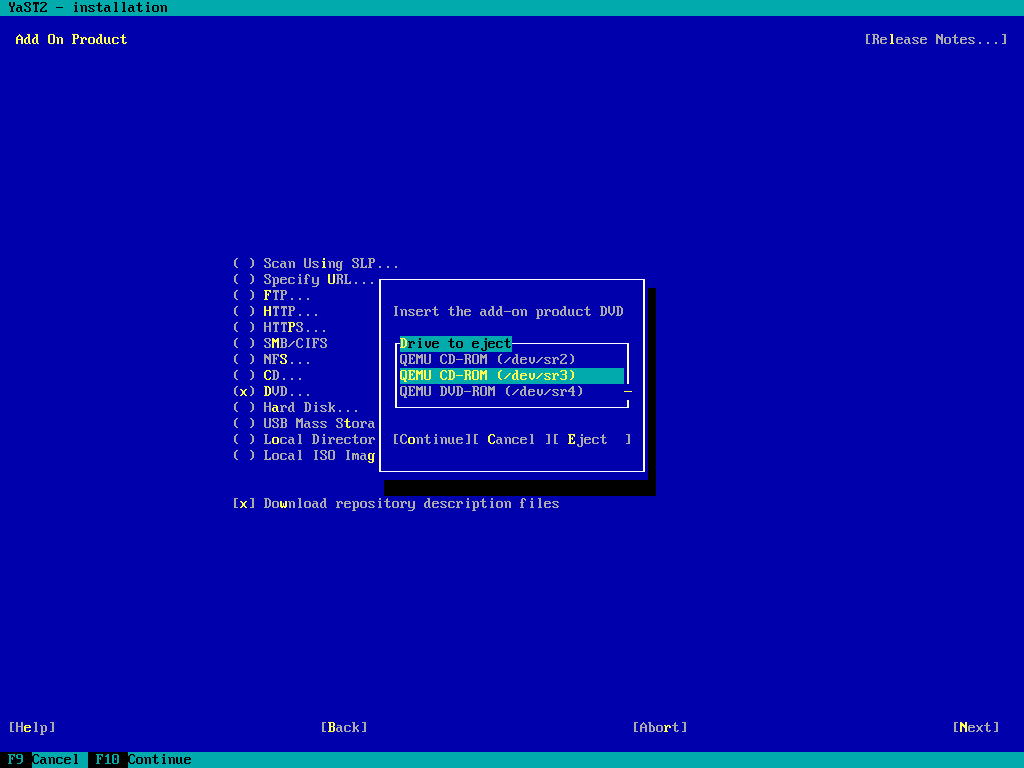 YaST2 - installation
Add On Product [Release Notes...]
( ) Scan Using SLP...
( ) Specify URL...
( ) FTP...
( ) HTTP...
( ) HTTPS...
( ) SMB/CIFS
( ) NFS...
( ) CD...
(x) DVD...
( ) Hard Disk...
( ) USB Mass Stora
( ) Local Director
( ) Local ISO Imag
Insert the add-on product DVD
Drive to eject
QEMU CD-ROM (/dev/sr2)
QEMU CD-ROM (/dev/sr3)
QEMU DVD-ROM (/dev/sr4)
[Continue][ Cancel ][ Eject  ]
[x] Download repository description files
[Help] [Back] [Abort] [Next]
F9 Cancel F10 Continue